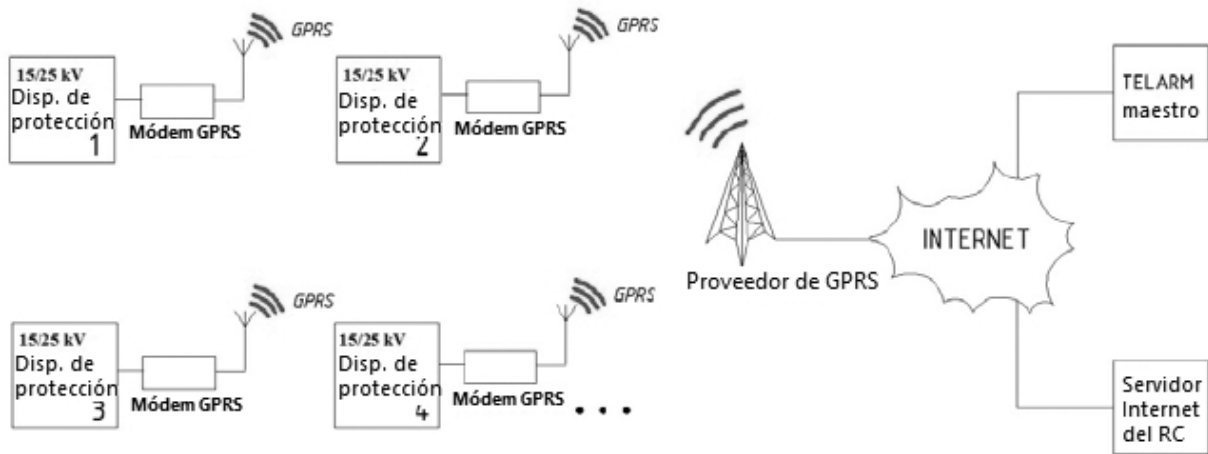 GPRS
15/25 kV
Disp. de
protección
1
Módem GPRS
GPRS
15/25 kV
Disp. de
protección
2
Módem GPRS
GPRS
15/25 kV
Disp. de
protección
3
Módem GPRS
GPRS
15/25 kV
Disp. de
protección
4
Módem GPRS
...
Proveedor de GPRS
INTERNET
TELARM
maestro
Servidor
Internet
del RC